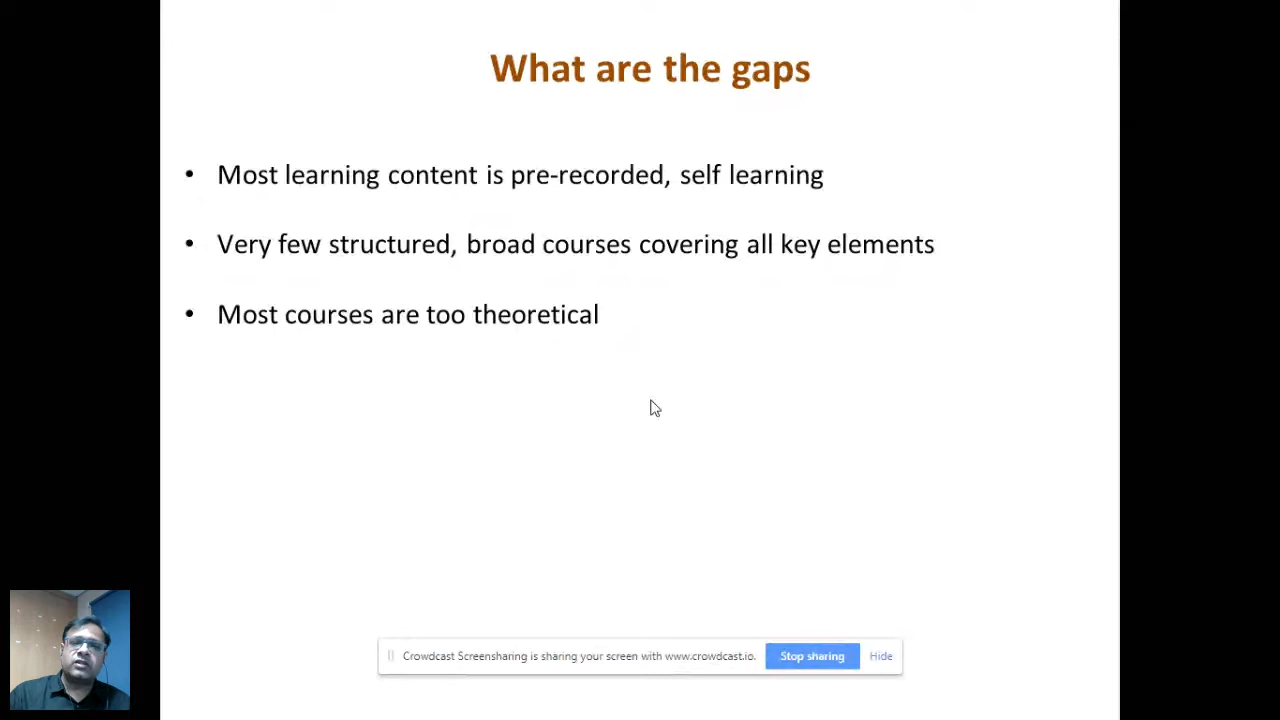 What are the gaps
• Most learning content is pre-recorded, self learning
• Very few structured, broad courses covering all key elements
• Most courses are too theoretical
Crowdcast Screensharing is sharing your screen with www.crowdcast.io. Stop sharing Hide